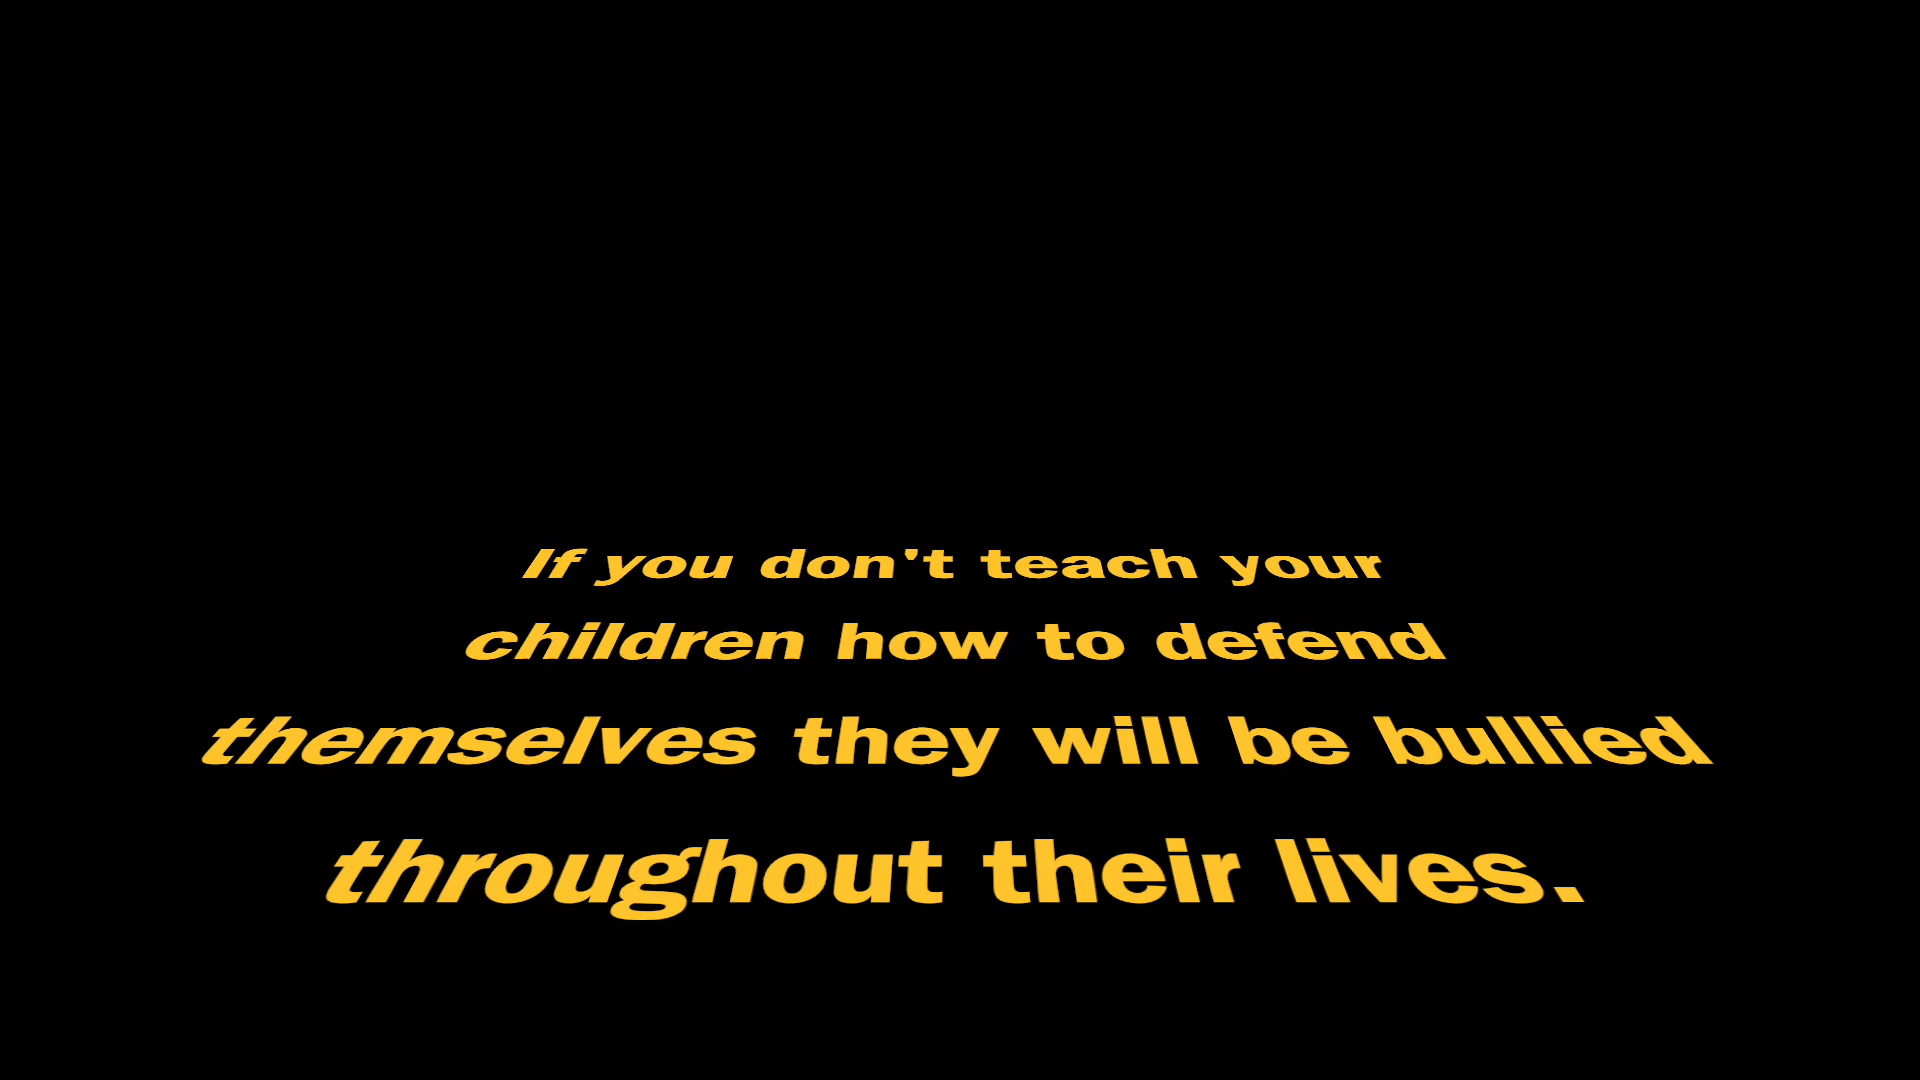 If you don't teach your
children how to defend
themselves they will be bullied
throughout their lives.